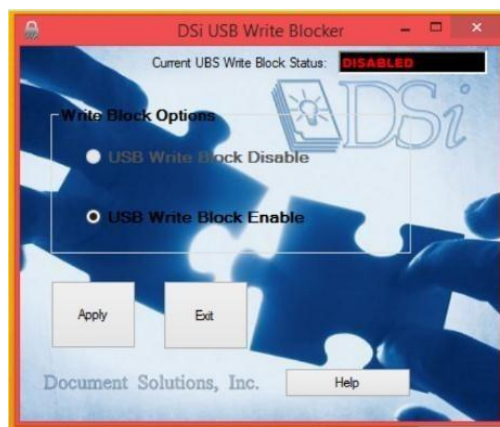 DSi USB Write Blocker
Current UBS Write Block Status: DISABLED
DSi
Write Block Options
USB Write Block Disable
USB Write Block Enable
Apply Exit
Document Solutions, Inc. Help